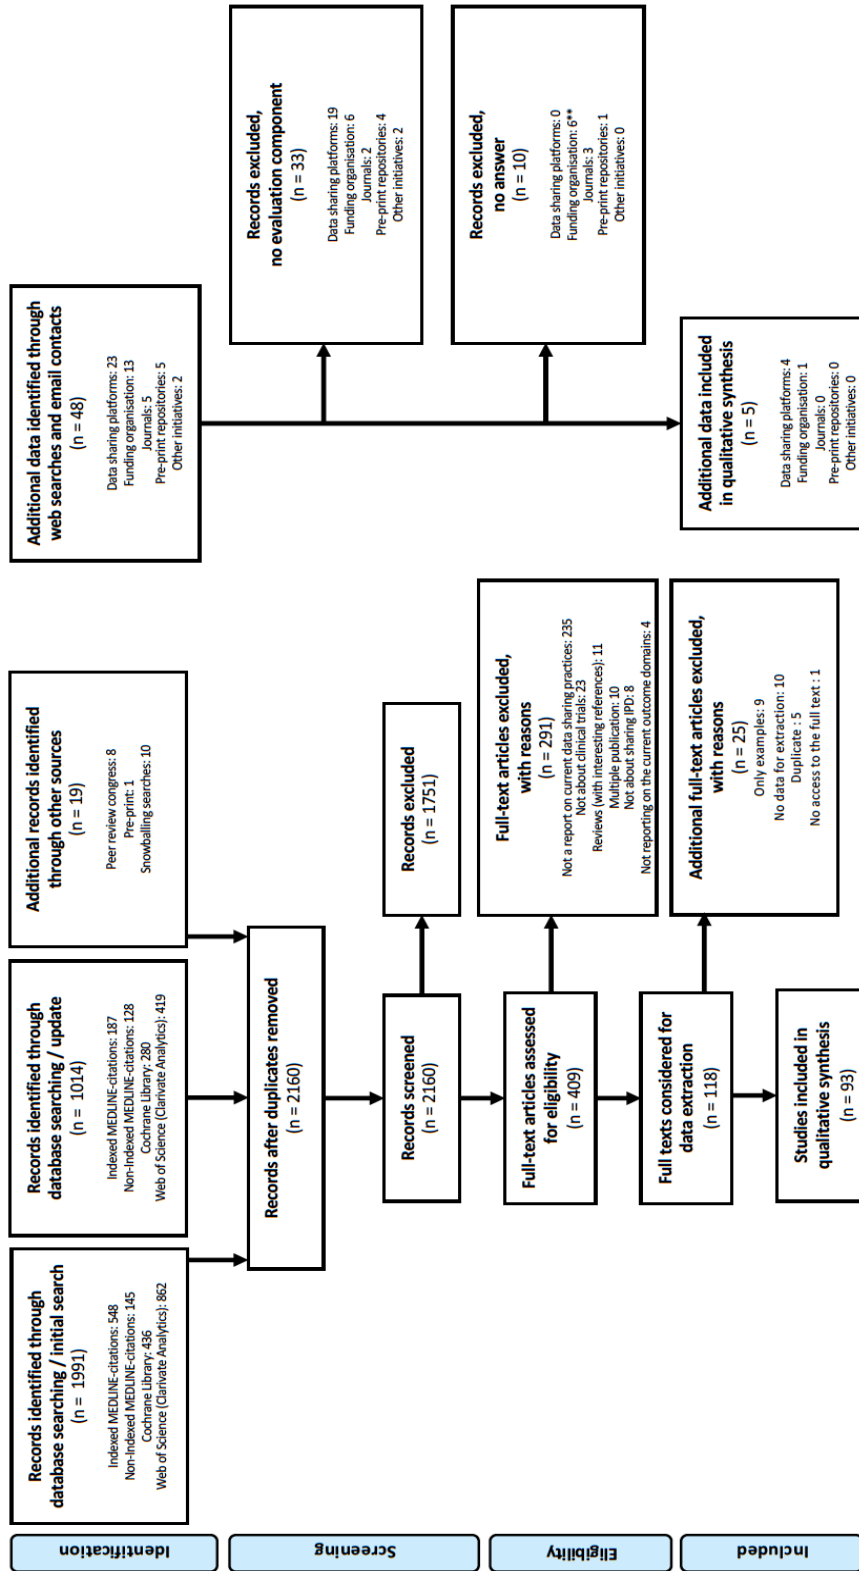 Identification
Records identified through
database searching / initial search
(n = 1991)
Indexed MEDLINE-citations: 548
Non-Indexed MEDLINE-citations: 145
Cochrane Library: 436
Web of Science (Clarivate Analytics): 862
Records identified through
database searching / update
(n = 1014)
Indexed MEDLINE-citations: 187
Non-Indexed MEDLINE-citations: 128
Cochrane Library: 280
Web of Science (Clarivate Analytics): 419
Additional records identified
through other sources
(n = 19)
Peer review congress: 8
Pre-print: 1
Snowballing searches: 10
Additional data identified through
web searches and email contacts
(n = 48)
Data sharing platforms: 23
Funding organisation: 13
Journals: 5
Pre-print repositories: 5
Other initiatives: 2
Screening
Records after duplicates removed
(n = 2160)
Records screened
(n = 2160)
Records excluded
(n = 1751)
Records excluded,
no evaluation component
(n = 33)
Data sharing platforms: 19
Funding organisation: 6
Journals: 2
Pre-print repositories: 4
Other initiatives: 2
Eligibility
Full-text articles assessed
for eligibility
(n = 409)
Full-text articles excluded,
with reasons
(n = 291)
Not a report on current data sharing practices: 235
Not about clinical trials: 23
Reviews (with interesting references): 11
Multiple publication: 10
Not about sharing IPD: 8
Not reporting on the current outcome domains: 4
Records excluded,
no answer
(n = 10)
Data sharing platforms: 0
Funding organisation: 6**
Journals: 3
Pre-print repositories: 1
Other initiatives: 0
Full texts considered for
data extraction
(n = 118)
Additional full-text articles excluded,
with reasons
(n = 25)
Only examples: 9
No data for extraction: 10
Duplicate : 5
No access to the full text : 1
Included
Studies included in
qualitative synthesis
(n = 93)
Additional data included
in qualitative synthesis
(n = 5)
Data sharing platforms: 4
Funding organisation: 1
Journals: 0
Pre-print repositories: 0
Other initiatives: 0